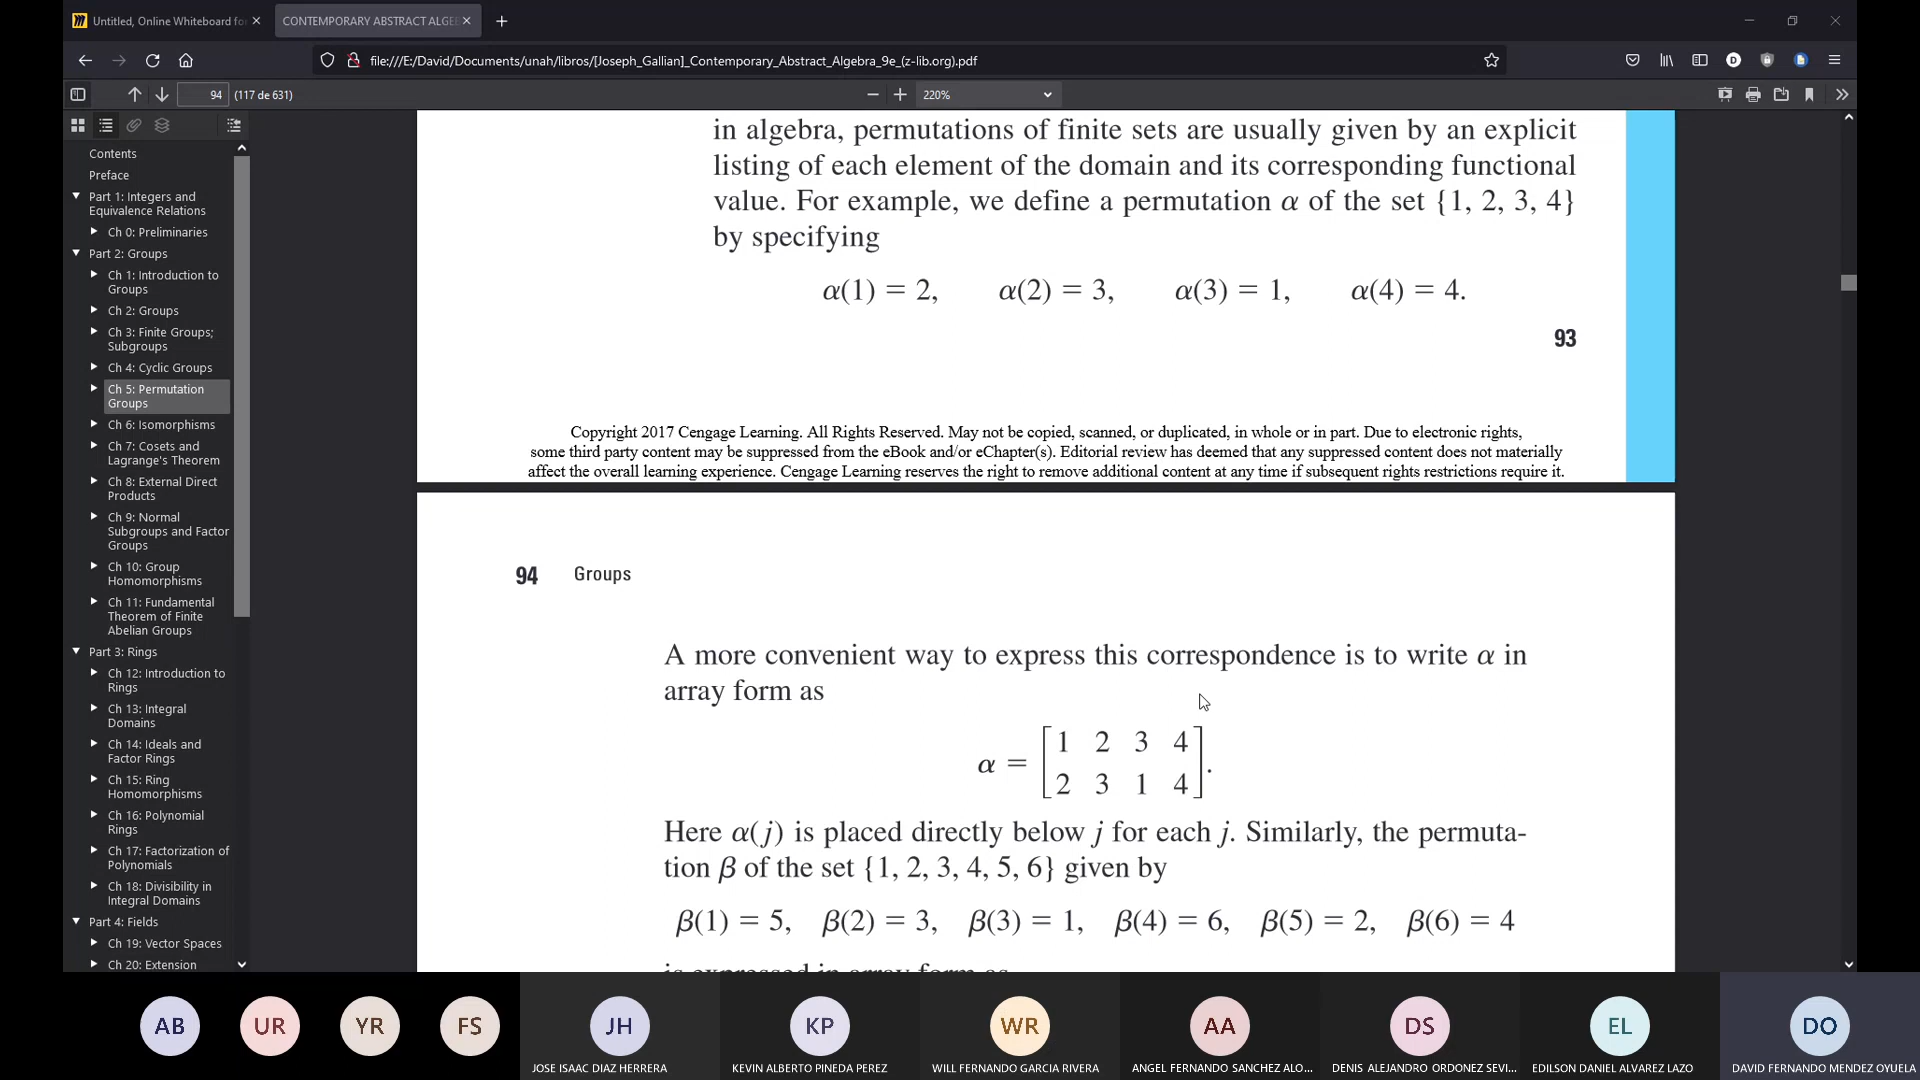 Untitled, Online Whiteboard fo
CONTEMPORARY ABSTRACT ALGE
file:///E:/David/Documents/unah/libros/[Joseph_Gallian]_Contemporary_Abstract_Algebra_9e_(z-lib.org).pdf
94 (117 de 631)
220%
Contents
Preface
Part 1: Integers and
Equivalence Relations
Ch 0: Preliminaries
Part 2: Groups
Ch 1: Introduction to
Groups
Ch 2: Groups
Ch 3: Finite Groups;
Subgroups
Ch 4: Cyclic Groups
Ch 5: Permutation
Groups
Ch 6: Isomorphisms
Ch 7: Cosets and
Lagrange's Theorem
Ch 8: External Direct
Products
Ch 9: Normal
Subgroups and Factor
Groups
Ch 10: Group
Homomorphisms
Ch 11: Fundamental
Theorem of Finite
Abelian Groups
Part 3: Rings
Ch 12: Introduction to
Rings
Ch 13: Integral
Domains
Ch 14: Ideals and
Factor Rings
Ch 15: Ring
Homomorphisms
Ch 16: Polynomial
Rings
Ch 17: Factorization of
Polynomials
Ch 18: Divisibility in
Integral Domains
Part 4: Fields
Ch 19: Vector Spaces
Ch 20: Extension
in algebra, permutations of finite sets are usually given by an explicit
listing of each element of the domain and its corresponding functional
value. For example, we define a permutation α of the set {1, 2, 3, 4}
by specifying
α(1) = 2, α(2) = 3, α(3) = 1, α(4) = 4.
93
Copyright 2017 Cengage Learning. All Rights Reserved. May not be copied, scanned, or duplicated, in whole or in part. Due to electronic rights,
some third party content may be suppressed from the eBook and/or eChapter(s). Editorial review has deemed that any suppressed content does not materially
affect the overall learning experience. Cengage Learning reserves the right to remove additional content at any time if subsequent rights restrictions require it.
94 Groups
A more convenient way to express this correspondence is to write α in
array form as
α = [1 2 3 4
2 3 1 4].
Here α(j) is placed directly below j for each j. Similarly, the permuta-
tion β of the set {1, 2, 3, 4, 5, 6} given by
β(1) = 5, β(2) = 3, β(3) = 1, β(4) = 6, β(5) = 2, β(6) = 4
is expressed in array form as
AB UR YR FS JH KP WR AA DS EL DO
JOSE ISAAC DIAZ HERRERA
KEVIN ALBERTO PINEDA PEREZ
WILL FERNANDO GARCIA RIVERA
ANGEL FERNANDO SANCHEZ ALO...
DENIS ALEJANDRO ORDONEZ SEVI...
EDILSON DANIEL ALVAREZ LAZO
DAVID FERNANDO MENDEZ OYUELA